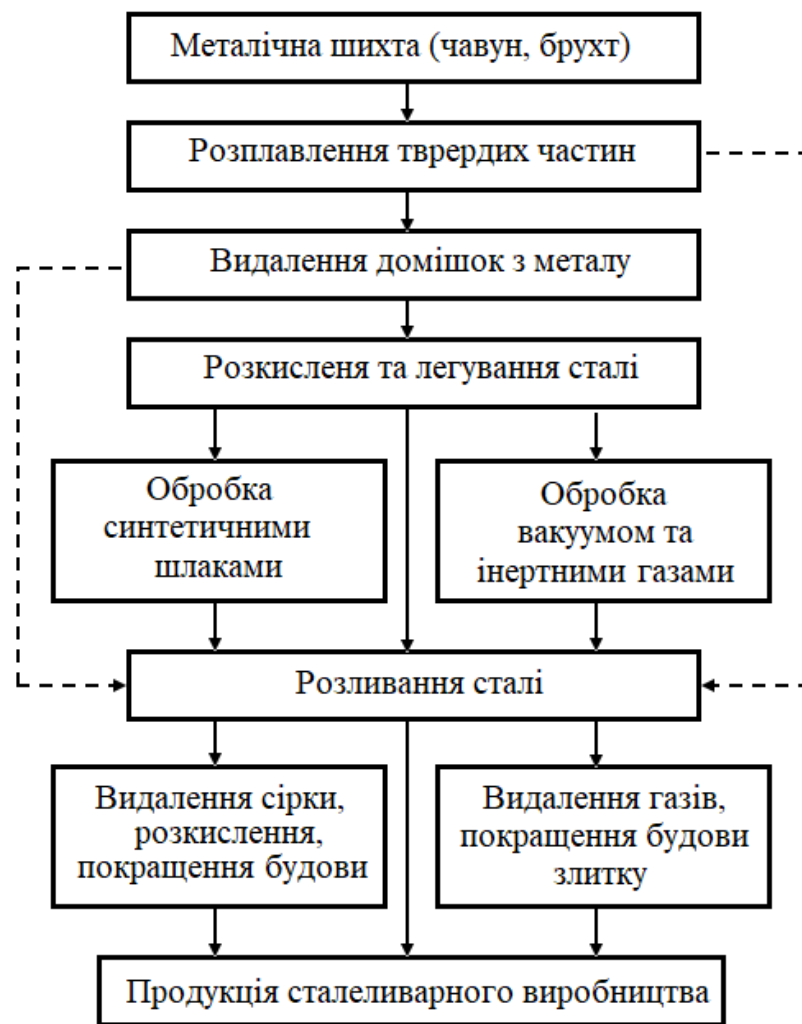 Металічна шихта (чавун, брухт)
Розплавлення тврердих частин
Видалення домішок з металу
Розкисленя та легування сталі
Обробка
синтетичними
шлаками
Обробка
вакуумом та
інертними газами
Розливання сталі
Видалення сірки,
розкислення,
покращення будови
Видалення газів,
покращення будови
злитку
Продукція сталеливарного виробництва